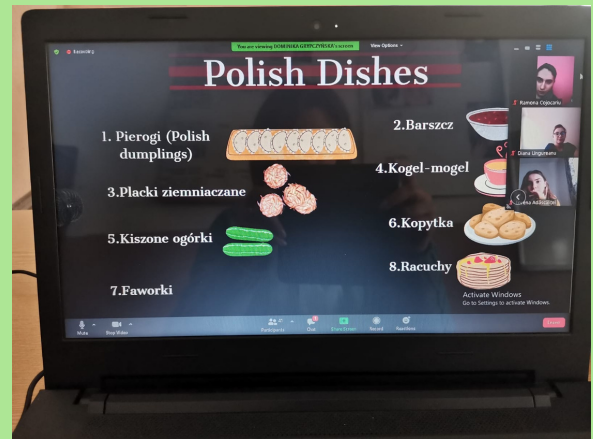 Recording
You are viewing DOMINIKA GRYPCZYŃSKA's screen
View Options
Polish Dishes
1. Pierogi (Polish
dumplings)
2.Barszcz
3.Placki ziemniaczane
4.Kogel-mogel
5.Kiszone ogórki
6.Kopytka
7.Faworki
8.Racuchy
Ramona Cojocariu
Diana Ungureanu
Activate Windows
Go to Settings to activate Windows.
Mute
Stop Video
Participants
Chat
Share Screen
Record
Reactions